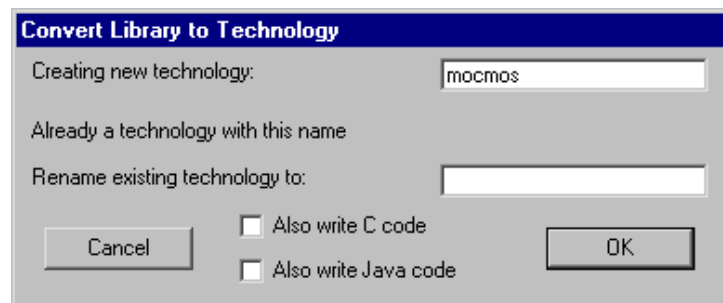 Convert Library to Technology
Creating new technology: mocmos
Already a technology with this name
Rename existing technology to:
Also write C code
Cancel OK
Also write Java code